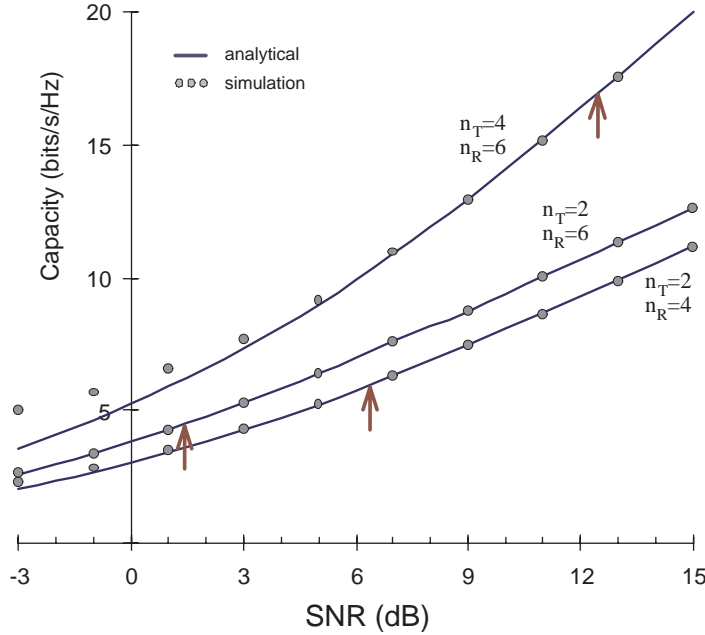 20
analytical
simulation
n_T=4
n_R=6
15
Capacity (bits/s/Hz)
n_T=2
n_R=6
10
n_T=2
n_R=4
5
-3 0 3 6 9 12 15
SNR (dB)